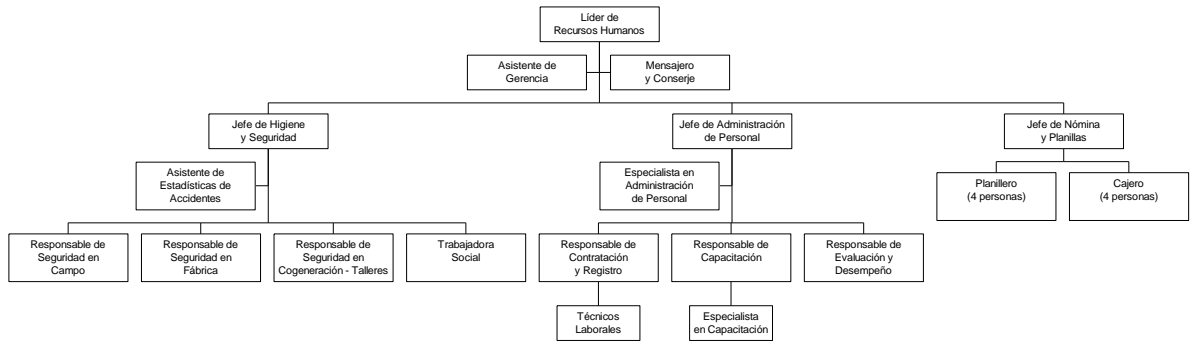 Líder de
Recursos Humanos
Asistente de
Gerencia
Mensajero
y Conserje
Jefe de Higiene
y Seguridad
Jefe de Administración
de Personal
Jefe de Nómina
y Planillas
Asistente de
Estadísticas de
Accidentes
Especialista en
Administración
de Personal
Planillero
(4 personas)
Cajero
(4 personas)
Responsable de
Seguridad en
Campo
Responsable de
Seguridad en
Fábrica
Responsable de
Seguridad en
Cogeneración - Talleres
Trabajadora
Social
Responsable de
Contratación
y Registro
Responsable de
Capacitación
Responsable de
Evaluación y
Desempeño
Técnicos
Laborales
Especialista
en Capacitación